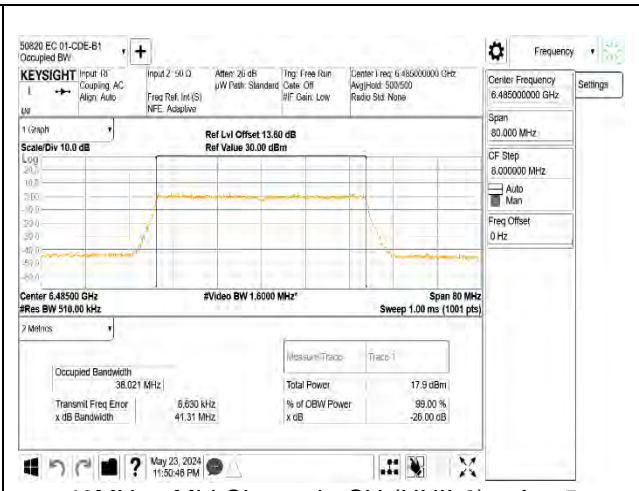 50820 EC 01-CDE-B1
Occupied BW
+
Frequency
KEYSIGHT Input: RF
Coupling: AC
Align: Auto
Input Z: 50 Ω
Freq Ref: Int (S)
NFE: Adaptive
Atten: 26 dB
µW Path: Standard
Trig: Free Run
Gate: Off
#IF Gain: Low
Center Freq: 6.485000000 GHz
Avg|Hold: 500/500
Radio Std: None
Center Frequency
6.485000000 GHz
Settings
Span
80.000 MHz
CF Step
8.000000 MHz
Auto
Man
Freq Offset
0 Hz
1 Graph
Scale/Div 10.0 dB
Ref Lvl Offset 13.60 dB
Ref Value 30.00 dBm
Log
Center 6.48500 GHz
#Video BW 1.6000 MHz*
Span 80 MHz
#Res BW 510.00 kHz
Sweep 1.00 ms (1001 pts)
2 Metrics
Measure Trace
Trace 1
Occupied Bandwidth
38.021 MHz
Total Power
17.9 dBm
Transmit Freq Error
8,630 kHz
% of OBW Power
99.00 %
x dB Bandwidth
41.31 MHz
x dB
-26.00 dB
?
May 23, 2024
11:50:48 PM